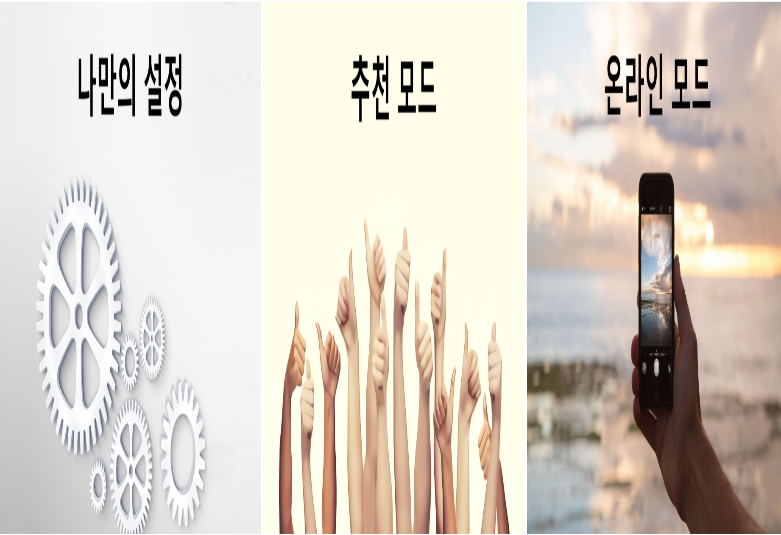 나만의 설정
추천 모드
온라인 모드